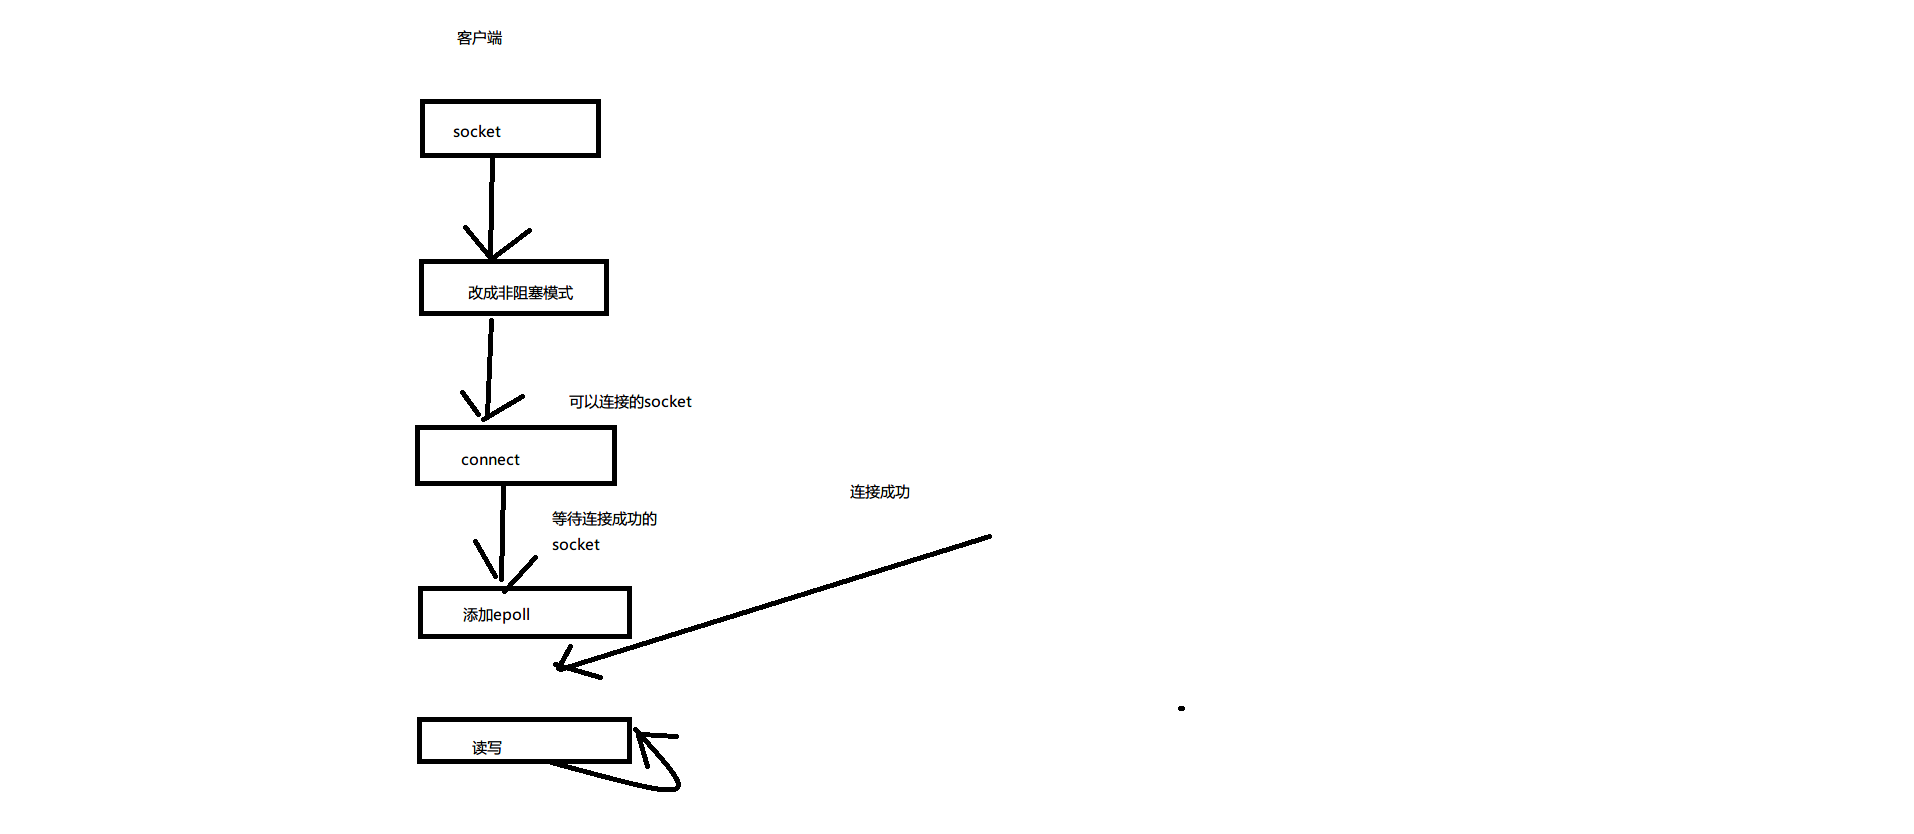 客户端
socket
改成非阻塞模式
可以连接的socket
connect
连接成功
等待连接成功的
socket
添加epoll
读写